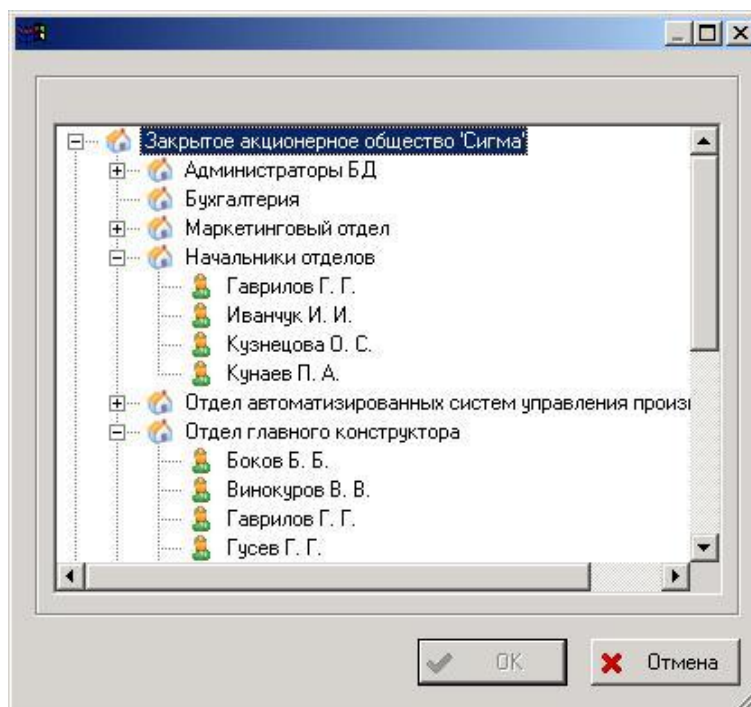 Закрытое акционерное общество 'Сигма'
Администраторы БД
Бухгалтерия
Маркетинговый отдел
Начальники отделов
Гаврилов Г. Г.
Иванчук И. И.
Кузнецова О. С.
Кунаев П. А.
Отдел автоматизированных систем управления произ
Отдел главного конструктора
Боков Б. Б.
Винокуров В. В.
Гаврилов Г. Г.
Гусев Г. Г.
OK Отмена